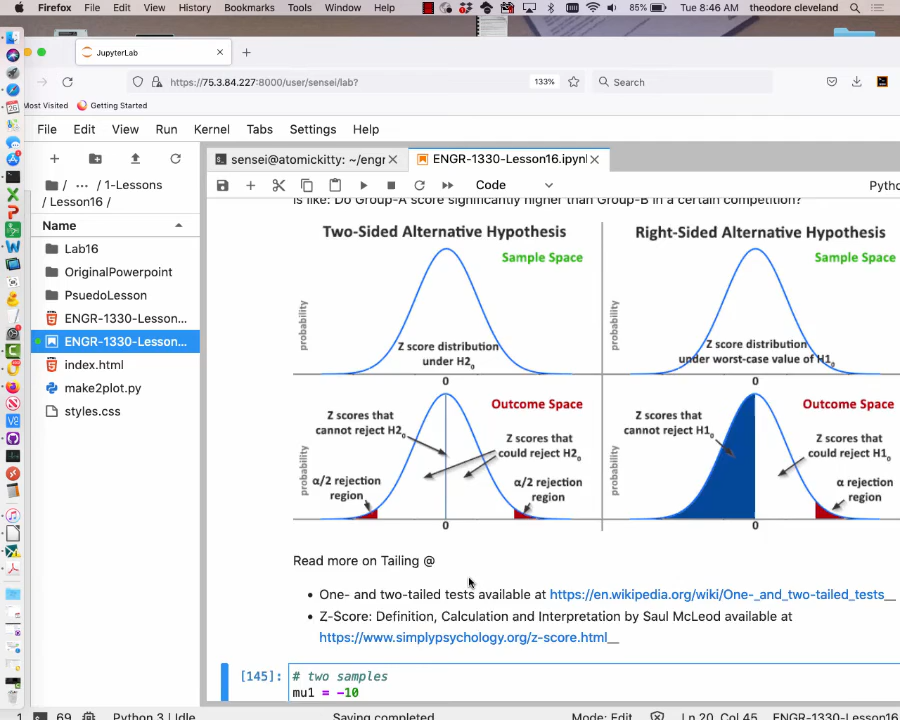 Firefox File Edit View History Bookmarks Tools Window Help 85% Tue 8:46 AM theodore cleveland
JupyterLab
https://75.3.84.227:8000/user/sensei/lab? 133% Search
Most Visited Getting Started
File Edit View Run Kernel Tabs Settings Help
sensei@atomickitty: ~/engr ENGR-1330-Lesson16.ipynl
/ ... / 1-Lessons
/ Lesson16 /
Code Pytho
Name
Lab16
OriginalPowerpoint
PsuedoLesson
ENGR-1330-Lesson...
ENGR-1330-Lesson...
index.html
make2plot.py
styles.css
is like: Do Group-A score significantly higher than Group-B in a certain competition?
Two-Sided Alternative Hypothesis
Sample Space
probability
Z score distribution
under H2₀
0
Right-Sided Alternative Hypothesis
Sample Space
probability
Z score distribution
under worst-case value of H1₀
0
Outcome Space
probability
Z scores that
cannot reject H2₀
Z scores that
could reject H2₀
α/2 rejection
region
α/2 rejection
region
0
Outcome Space
probability
Z scores that
cannot reject H1₀
Z scores that
could reject H1₀
α rejection
region
0
Read more on Tailing @
• One- and two-tailed tests available at https://en.wikipedia.org/wiki/One-_and_two-tailed_tests__
• Z-Score: Definition, Calculation and Interpretation by Saul McLeod available at
https://www.simplypsychology.org/z-score.html__
[145]: # two samples
mu1 = -10
1 69 Python 3 | Idle Saving completed Mode: Edit Ln 20, Col 45 ENGR-1330-Lesson16